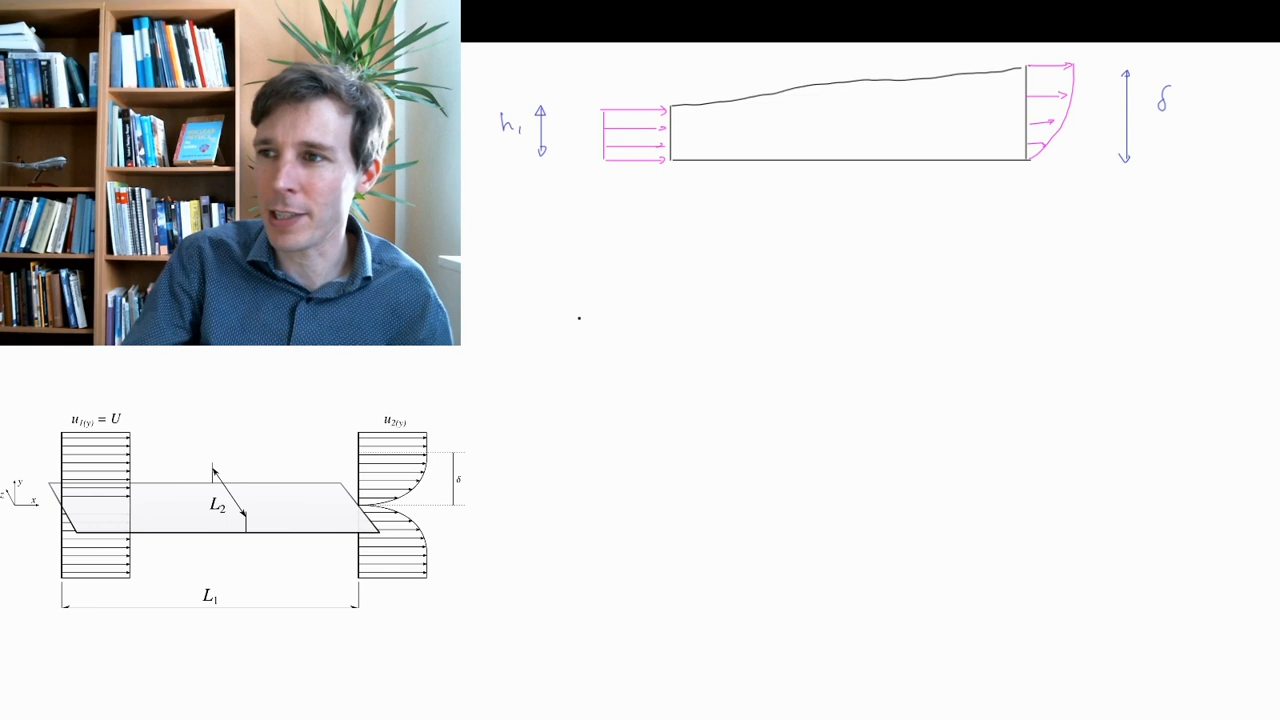 h₁
δ
u₁₍y₎ = U
u₂₍y₎
δ
y
z
x
L₂
L₁